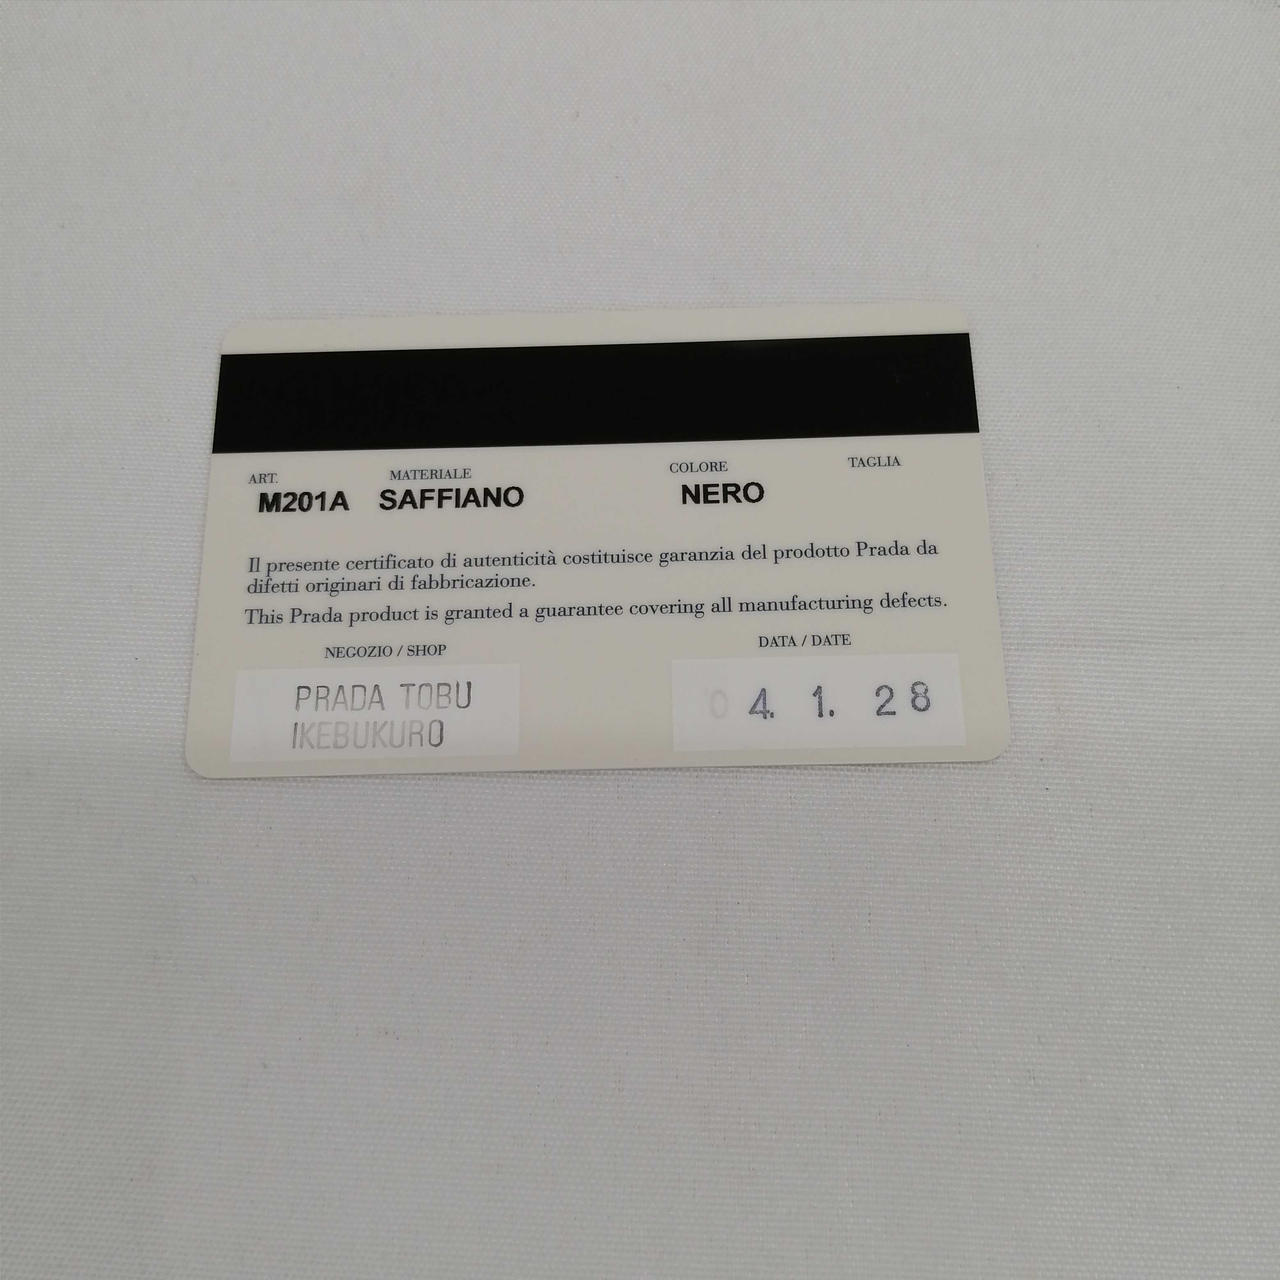 ART. MATERIALE COLORE TAGLIA
M201A SAFFIANO NERO
Il presente certificato di autenticità costituisce garanzia del prodotto Prada da
difetti originari di fabbricazione.
This Prada product is granted a guarantee covering all manufacturing defects.
NEGOZIO / SHOP DATA / DATE
PRADA TOBU
IKEBUKURO
04. 1. 28